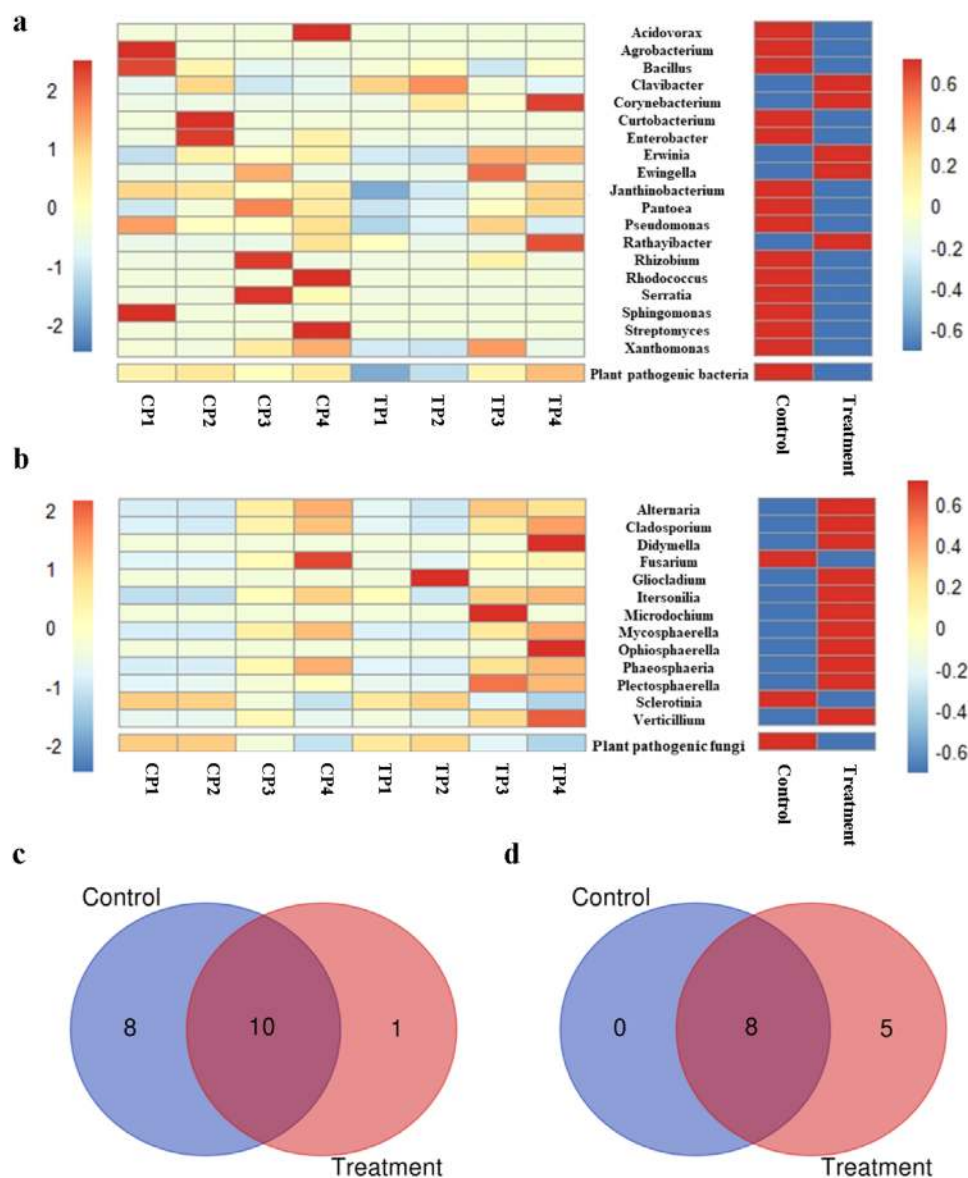 a
2
1
0
-1
-2
Acidovorax
Agrobacterium
Bacillus
Clavibacter
Corynebacterium
Curtobacterium
Enterobacter
Erwinia
Ewingella
Janthinobacterium
Pantoea
Pseudomonas
Rathayibacter
Rhizobium
Rhodococcus
Serratia
Sphingomonas
Streptomyces
Xanthomonas
Plant pathogenic bacteria
0.6
0.4
0.2
0
-0.2
-0.4
-0.6
CP1 CP2 CP3 CP4 TP1 TP2 TP3 TP4
Control Treatment
b
2
1
0
-1
-2
Alternaria
Cladosporium
Didymella
Fusarium
Gliocladium
Itersonilia
Microdochium
Mycosphaerella
Ophiosphaerella
Phaeosphaeria
Plectosphaerella
Sclerotinia
Verticillium
Plant pathogenic fungi
0.6
0.4
0.2
0
-0.2
-0.4
-0.6
CP1 CP2 CP3 CP4 TP1 TP2 TP3 TP4
Control Treatment
c
Control
8 10 1
Treatment
d
Control
0 8 5
Treatment